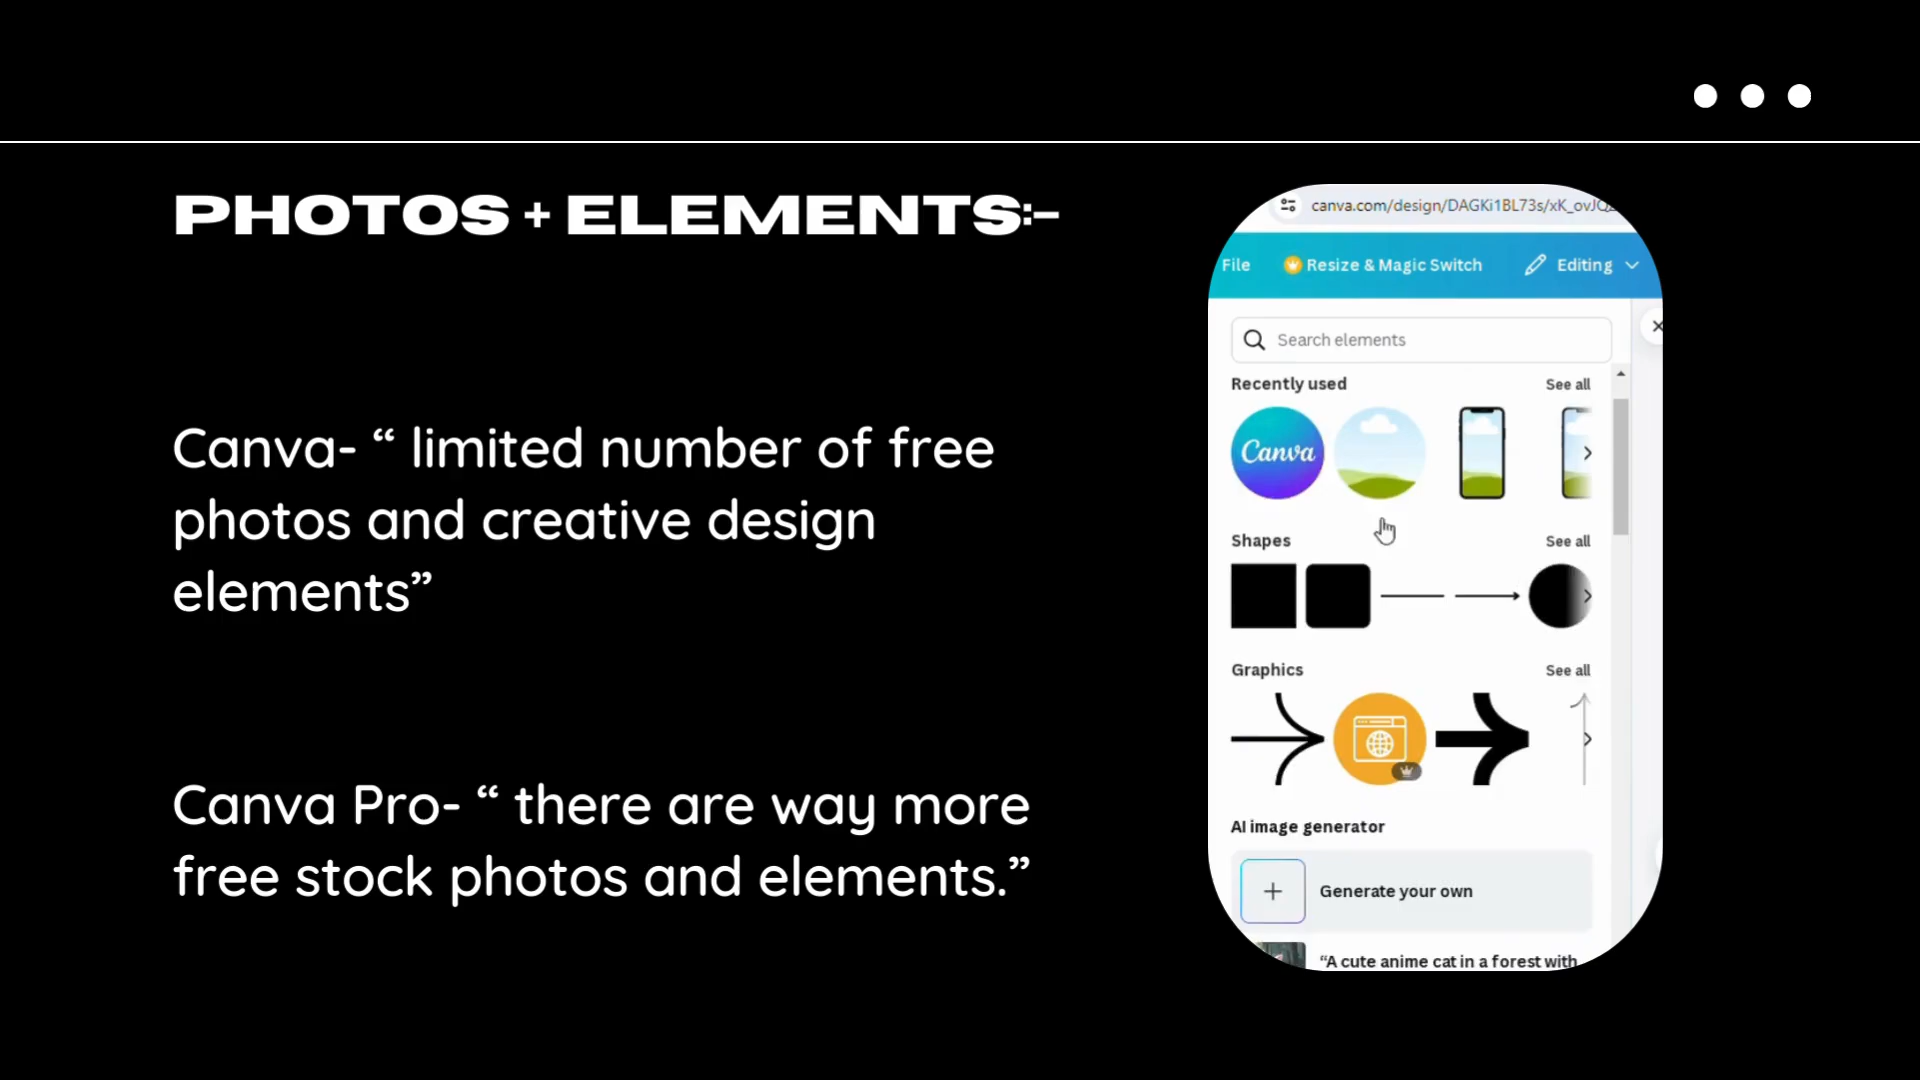 PHOTOS + ELEMENTS:-
Canva- “ limited number of free
photos and creative design
elements”
Canva Pro- “ there are way more
free stock photos and elements.”
canva.com/design/DAGKi1BL73s/xK_ovJQ
File
Resize & Magic Switch
Editing
Search elements
Recently used
See all
Canva
Shapes
See all
Graphics
See all
AI image generator
Generate your own
“A cute anime cat in a forest with